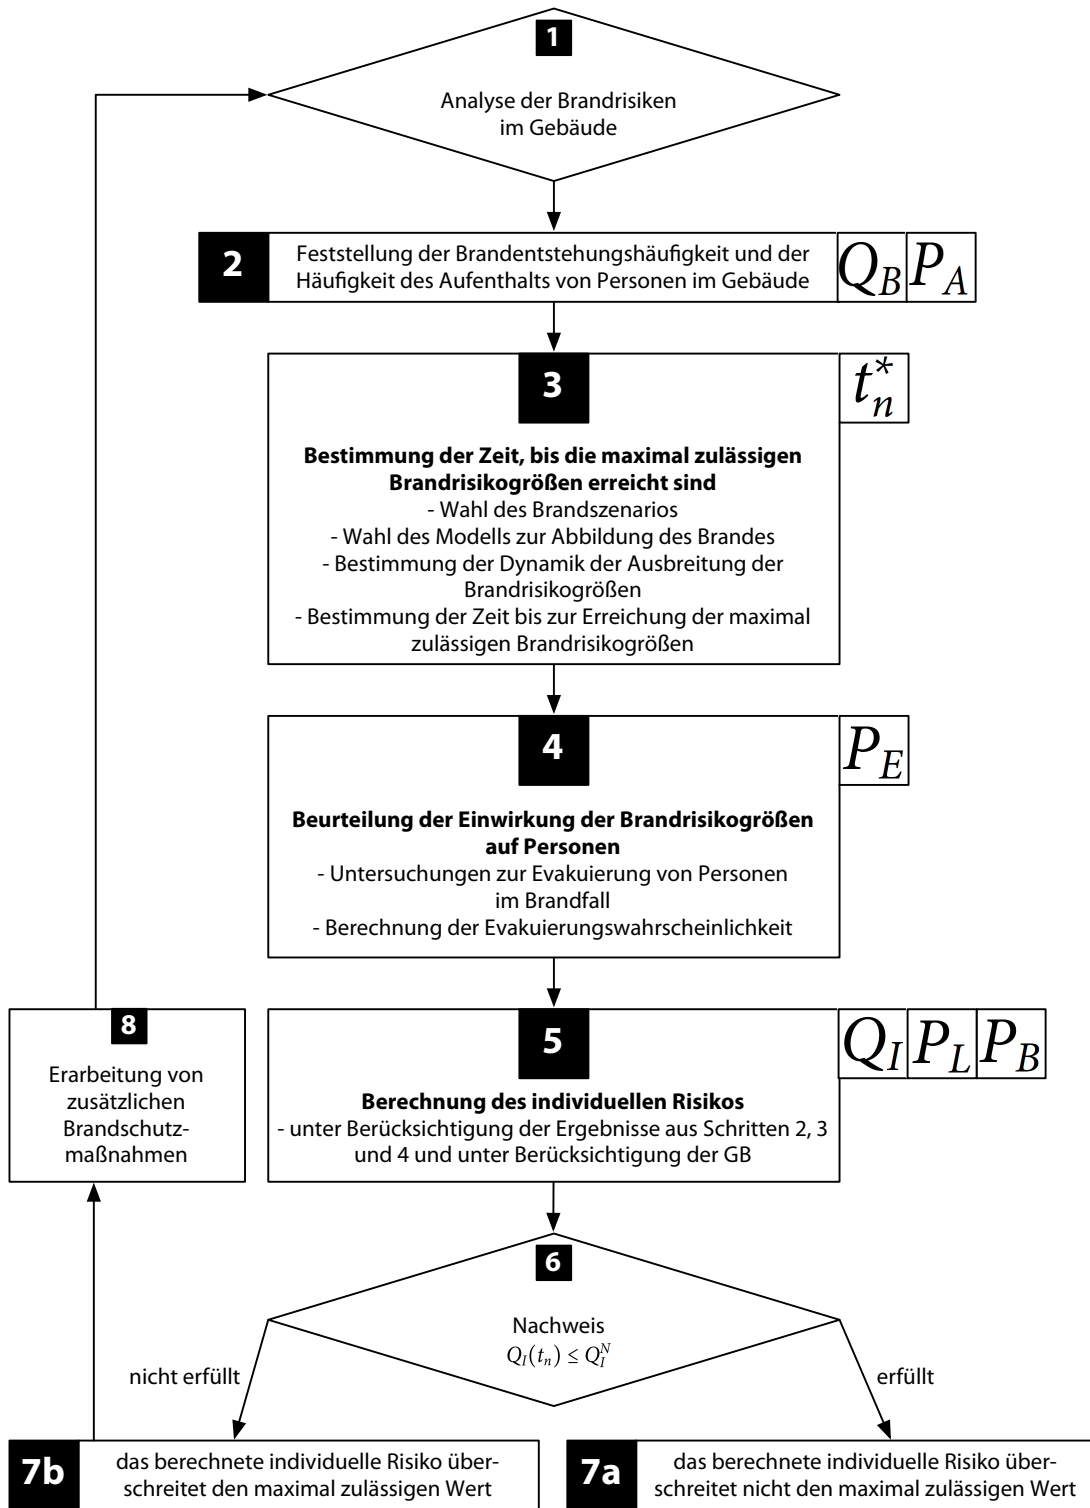 1
Analyse der Brandrisiken
im Gebäude
2
Feststellung der Brandentstehungshäufigkeit und der
Häufigkeit des Aufenthalts von Personen im Gebäude
Q_B P_A
3
t_n^*
Bestimmung der Zeit, bis die maximal zulässigen
Brandrisikogrößen erreicht sind
- Wahl des Brandszenarios
- Wahl des Modells zur Abbildung des Brandes
- Bestimmung der Dynamik der Ausbreitung der
Brandrisikogrößen
- Bestimmung der Zeit bis zur Erreichung der maximal
zulässigen Brandrisikogrößen
4
P_E
Beurteilung der Einwirkung der Brandrisikogrößen
auf Personen
- Untersuchungen zur Evakuierung von Personen
im Brandfall
- Berechnung der Evakuierungswahrscheinlichkeit
5
Q_I P_L P_B
Berechnung des individuellen Risikos
- unter Berücksichtigung der Ergebnisse aus Schritten 2, 3
und 4 und unter Berücksichtigung der GB
8
Erarbeitung von
zusätzlichen
Brandschutz-
maßnahmen
6
Nachweis
Q_I(t_n) ≤ Q_I^N
nicht erfüllt
erfüllt
7b
das berechnete individuelle Risiko über-
schreitet den maximal zulässigen Wert
7a
das berechnete individuelle Risiko über-
schreitet nicht den maximal zulässigen Wert